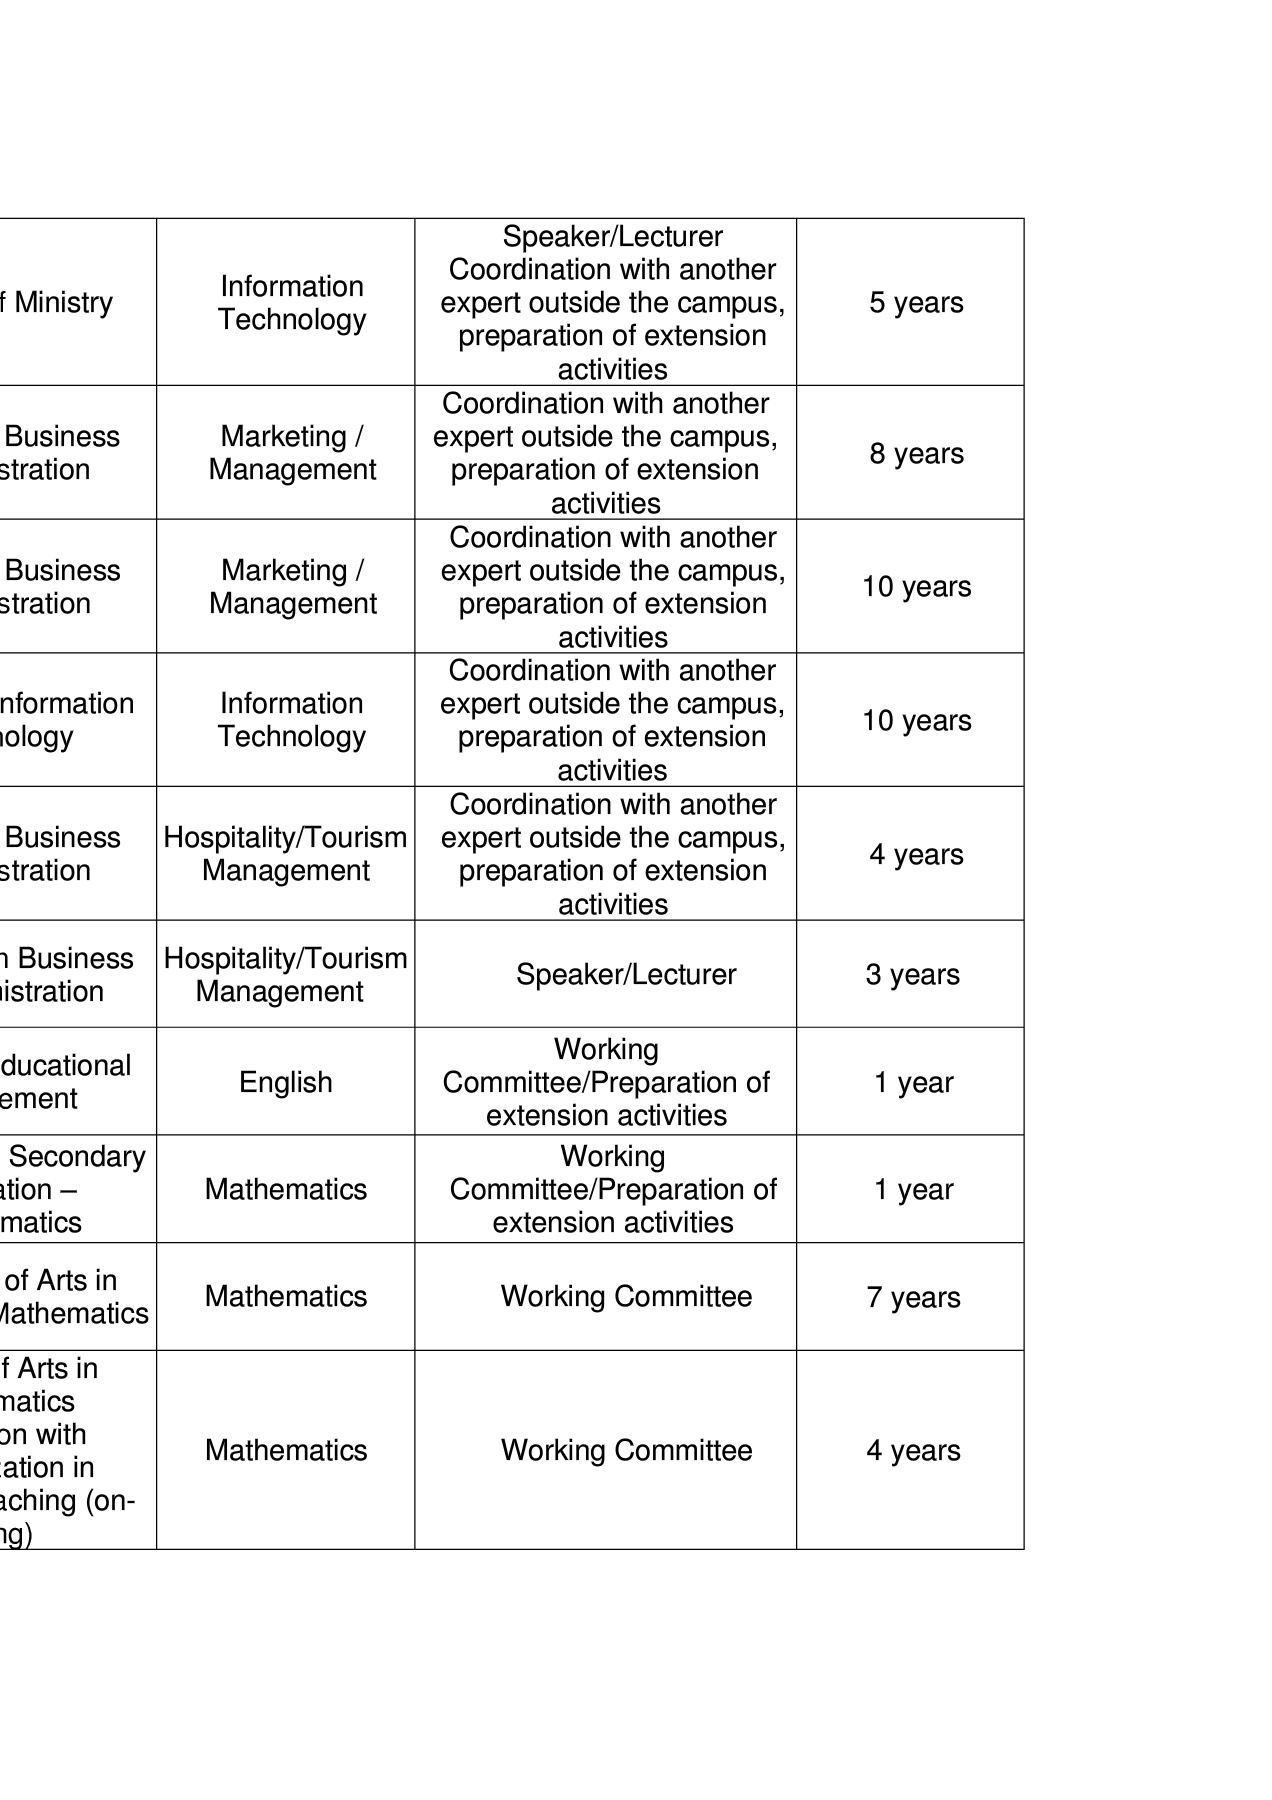 f Ministry
Information
Technology
Speaker/Lecturer
Coordination with another
expert outside the campus,
preparation of extension
activities
5 years
Business
stration
Marketing /
Management
Coordination with another
expert outside the campus,
preparation of extension
activities
8 years
Business
stration
Marketing /
Management
Coordination with another
expert outside the campus,
preparation of extension
activities
10 years
nformation
ology
Information
Technology
Coordination with another
expert outside the campus,
preparation of extension
activities
10 years
Business
stration
Hospitality/Tourism
Management
Coordination with another
expert outside the campus,
preparation of extension
activities
4 years
n Business
istration
Hospitality/Tourism
Management
Speaker/Lecturer
3 years
ducational
ement
English
Working
Committee/Preparation of
extension activities
1 year
Secondary
ation –
matics
Mathematics
Working
Committee/Preparation of
extension activities
1 year
of Arts in
Mathematics
Mathematics
Working Committee
7 years
f Arts in
matics
on with
zation in
aching (on-
ng)
Mathematics
Working Committee
4 years